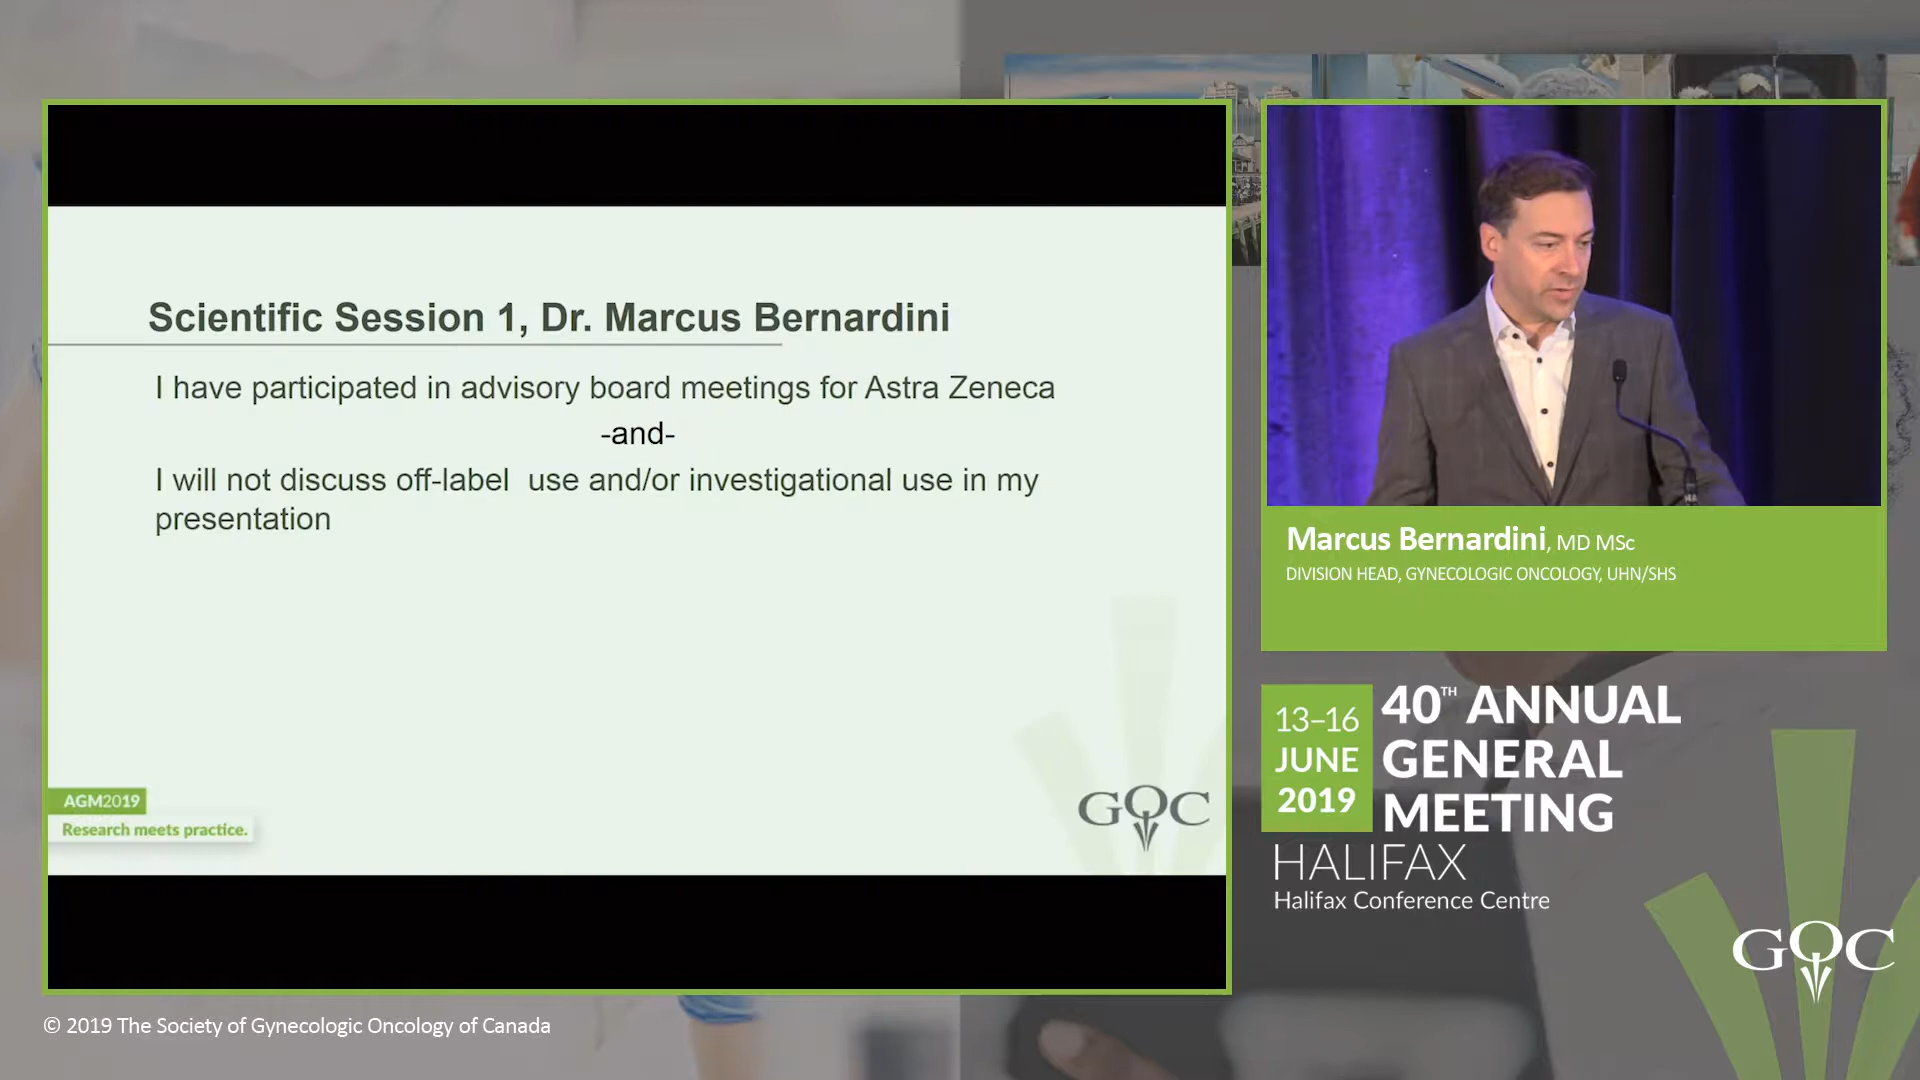 Scientific Session 1, Dr. Marcus Bernardini
I have participated in advisory board meetings for Astra Zeneca
-and-
I will not discuss off-label  use and/or investigational use in my
presentation
AGM2019
Research meets practice.
GOC
Marcus Bernardini, MD MSc
DIVISION HEAD, GYNECOLOGIC ONCOLOGY, UHN/SHS
13–16
JUNE
2019
40TH ANNUAL
GENERAL
MEETING
HALIFAX
Halifax Conference Centre
GOC
© 2019 The Society of Gynecologic Oncology of Canada